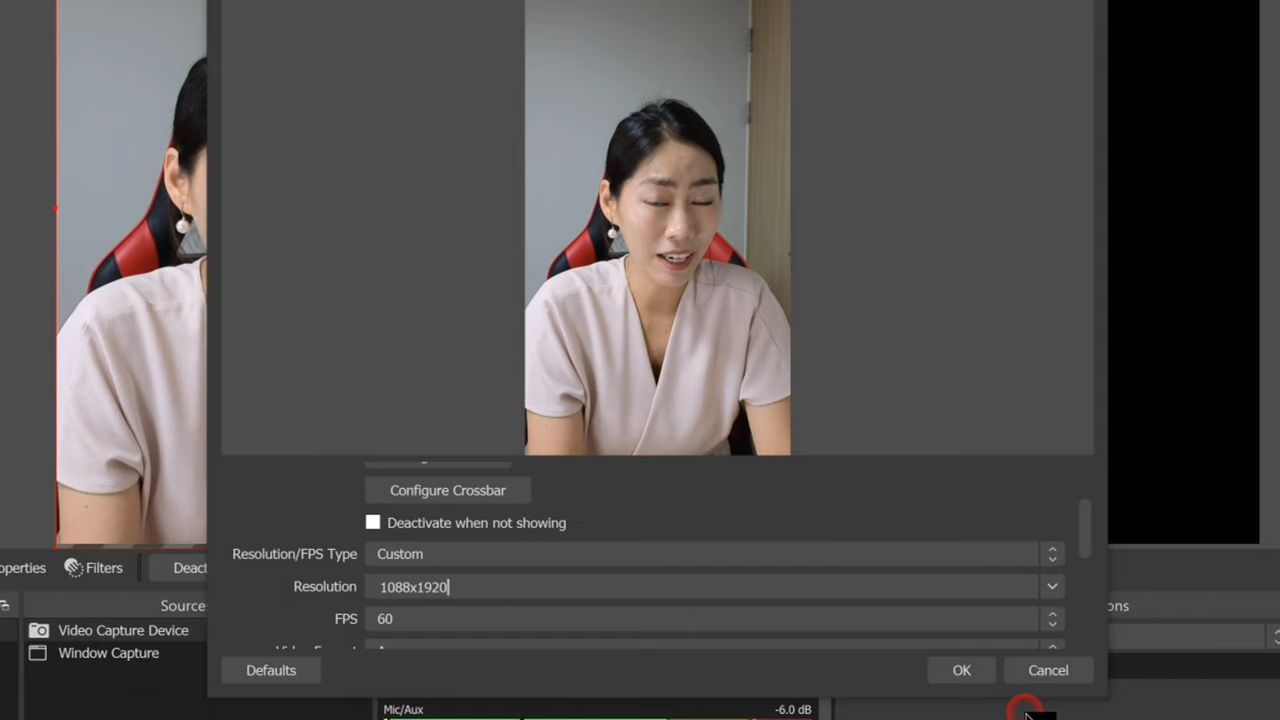 Configure Crossbar
Deactivate when not showing
Resolution/FPS Type Custom
Resolution 1088x1920
FPS 60
operties Filters Deact
Source
Video Capture Device
Window Capture
Defaults OK Cancel
ons
Mic/Aux -6.0 dB